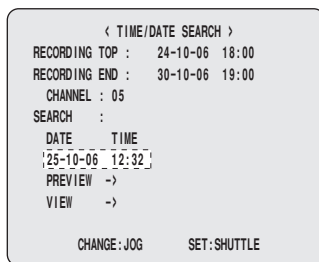 < TIME/DATE SEARCH >
RECORDING TOP : 24-10-06 18:00
RECORDING END : 30-10-06 19:00
CHANNEL : 05
SEARCH :
DATE TIME
25-10-06 12:32
PREVIEW ->
VIEW ->
CHANGE:JOG SET:SHUTTLE